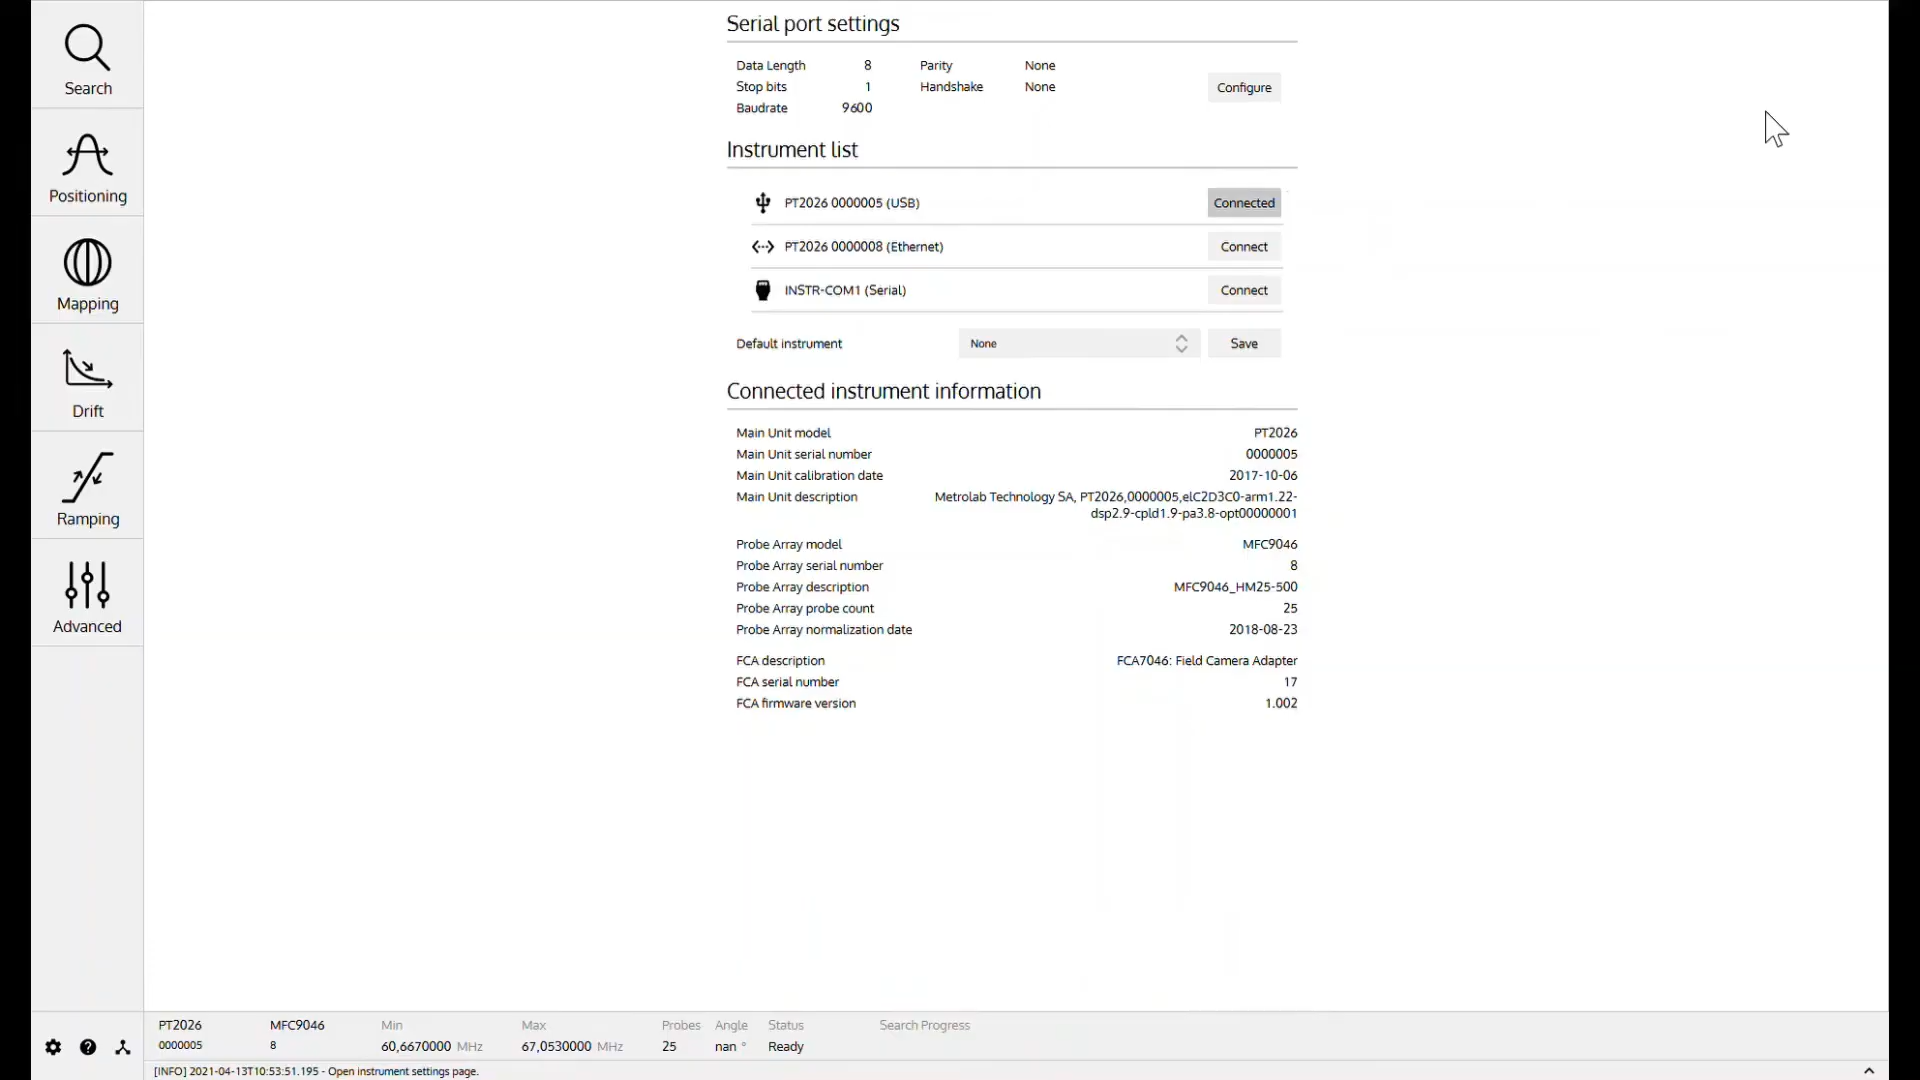 Search
Positioning
Mapping
Drift
Ramping
Advanced
Serial port settings
Data Length 8 Parity None
Stop bits 1 Handshake None
Baudrate 9600
Configure
Instrument list
PT2026 0000005 (USB) Connected
PT2026 0000008 (Ethernet) Connect
INSTR-COM1 (Serial) Connect
Default instrument None Save
Connected instrument information
Main Unit model PT2026
Main Unit serial number 0000005
Main Unit calibration date 2017-10-06
Main Unit description Metrolab Technology SA, PT2026,0000005,elC2D3C0-arm1.22-
dsp2.9-cpld1.9-pa3.8-opt00000001
Probe Array model MFC9046
Probe Array serial number 8
Probe Array description MFC9046_HM25-500
Probe Array probe count 25
Probe Array normalization date 2018-08-23
FCA description FCA7046: Field Camera Adapter
FCA serial number 17
FCA firmware version 1.002
PT2026 MFC9046 Min Max Probes Angle Status Search Progress
0000005 8 60,6670000 MHz 67,0530000 MHz 25 nan ° Ready
[INFO] 2021-04-13T10:53:51.195 - Open instrument settings page.